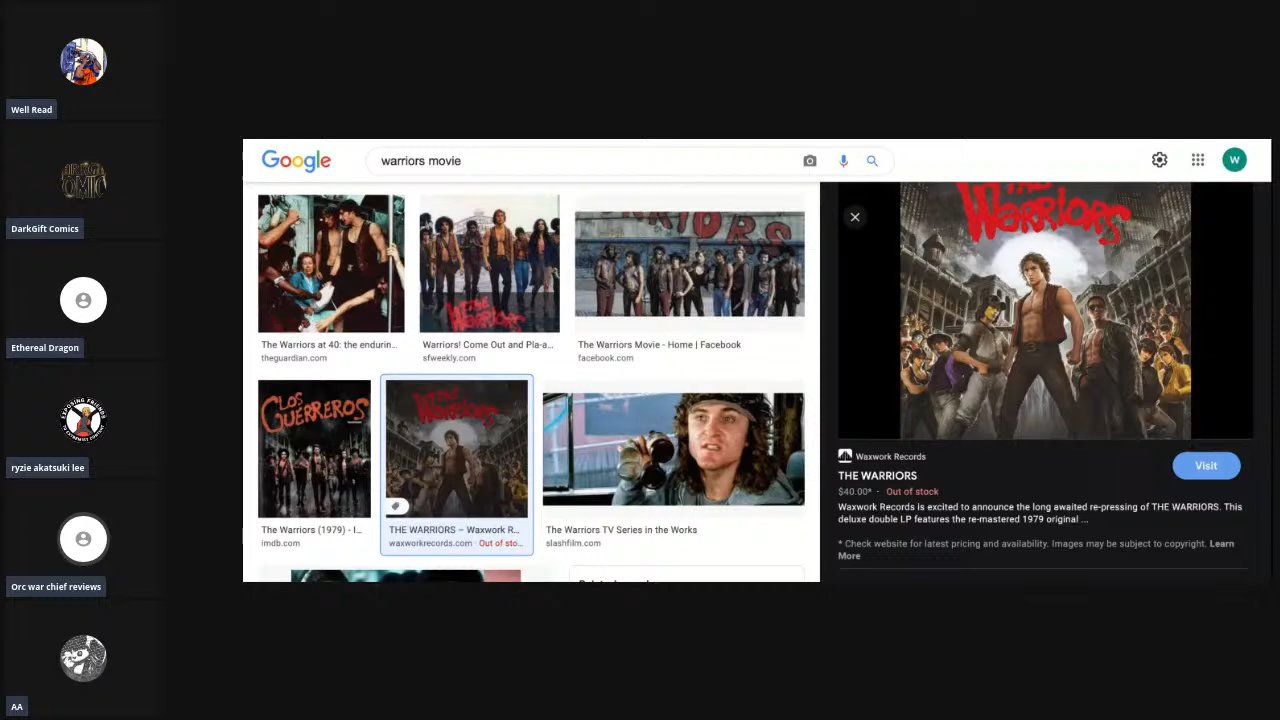 Well Read
DarkGift Comics
Ethereal Dragon
ryzie akatsuki lee
Orc war chief reviews
AA
Google
warriors movie
W
The Warriors at 40: the endurin...
theguardian.com
Warriors! Come Out and Pla-a...
sfweekly.com
The Warriors Movie - Home | Facebook
facebook.com
LOS
GUERREROS
The Warriors (1979) - I...
imdb.com
THE WARRIORS – Waxwork R...
waxworkrecords.com · Out of sto...
The Warriors TV Series in the Works
slashfilm.com
THE
WARRIORS
Waxwork Records
THE WARRIORS
Visit
$40.00* · Out of stock
Waxwork Records is excited to announce the long awaited re-pressing of THE WARRIORS. This
deluxe double LP features the re-mastered 1979 original ...
* Check website for latest pricing and availability. Images may be subject to copyright. Learn
More